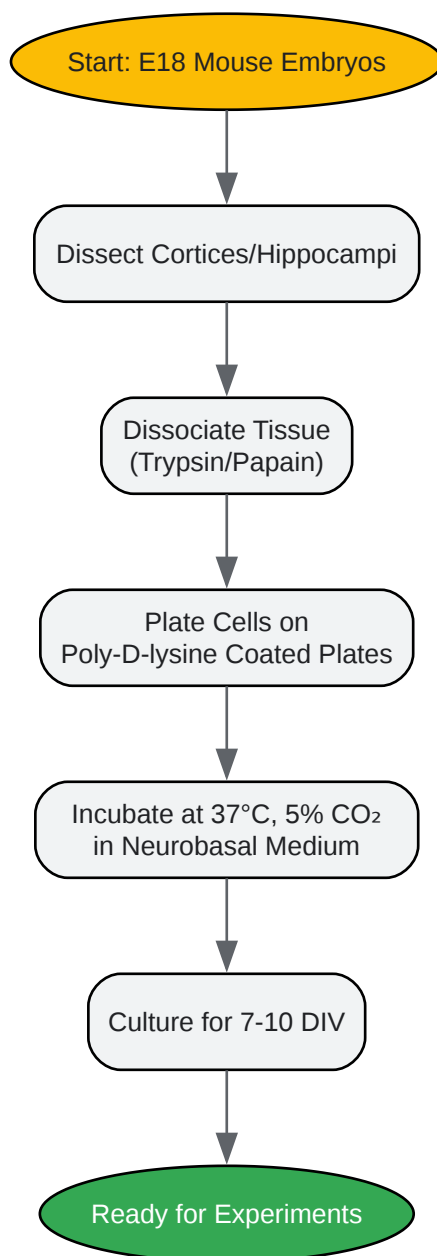 Start: E18 Mouse Embryos
Dissect Cortices/Hippocampi
Dissociate Tissue
(Trypsin/Papain)
Plate Cells on
Poly-D-lysine Coated Plates
Incubate at 37°C, 5% CO₂
in Neurobasal Medium
Culture for 7-10 DIV
Ready for Experiments